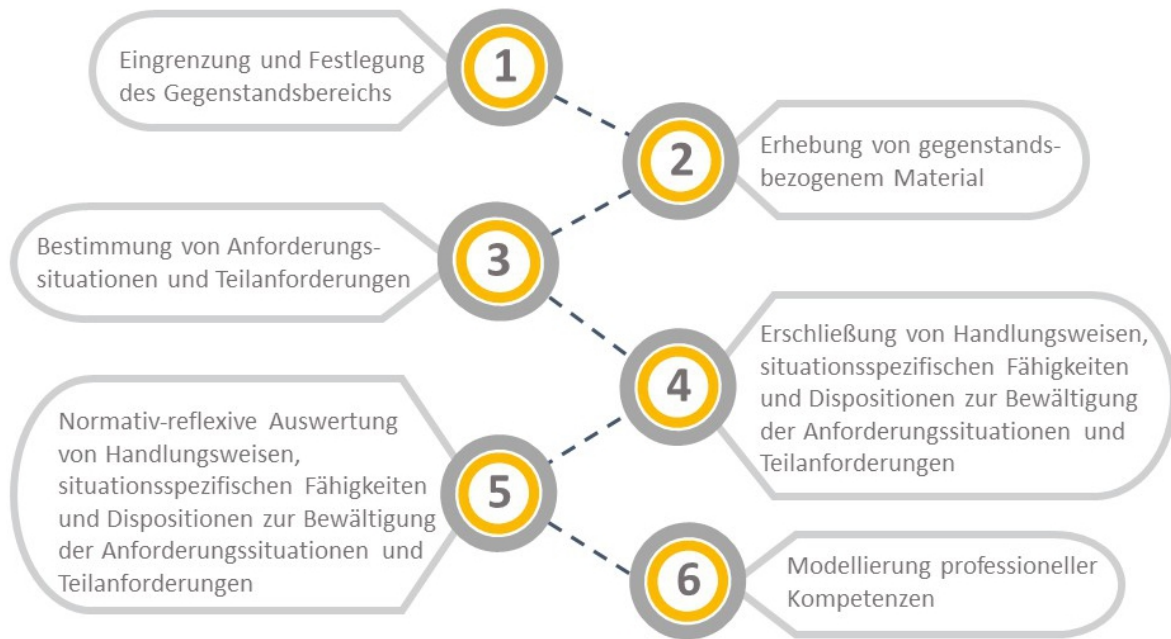 1
Eingrenzung und Festlegung
des Gegenstandsbereichs
2
Erhebung von gegenstands-
bezogenem Material
3
Bestimmung von Anforderungs-
situationen und Teilanforderungen
4
Erschließung von Handlungsweisen,
situationsspezifischen Fähigkeiten
und Dispositionen zur Bewältigung
der Anforderungssituationen und
Teilanforderungen
5
Normativ-reflexive Auswertung
von Handlungsweisen,
situationsspezifischen Fähigkeiten
und Dispositionen zur Bewältigung
der Anforderungssituationen und
Teilanforderungen
6
Modellierung professioneller
Kompetenzen